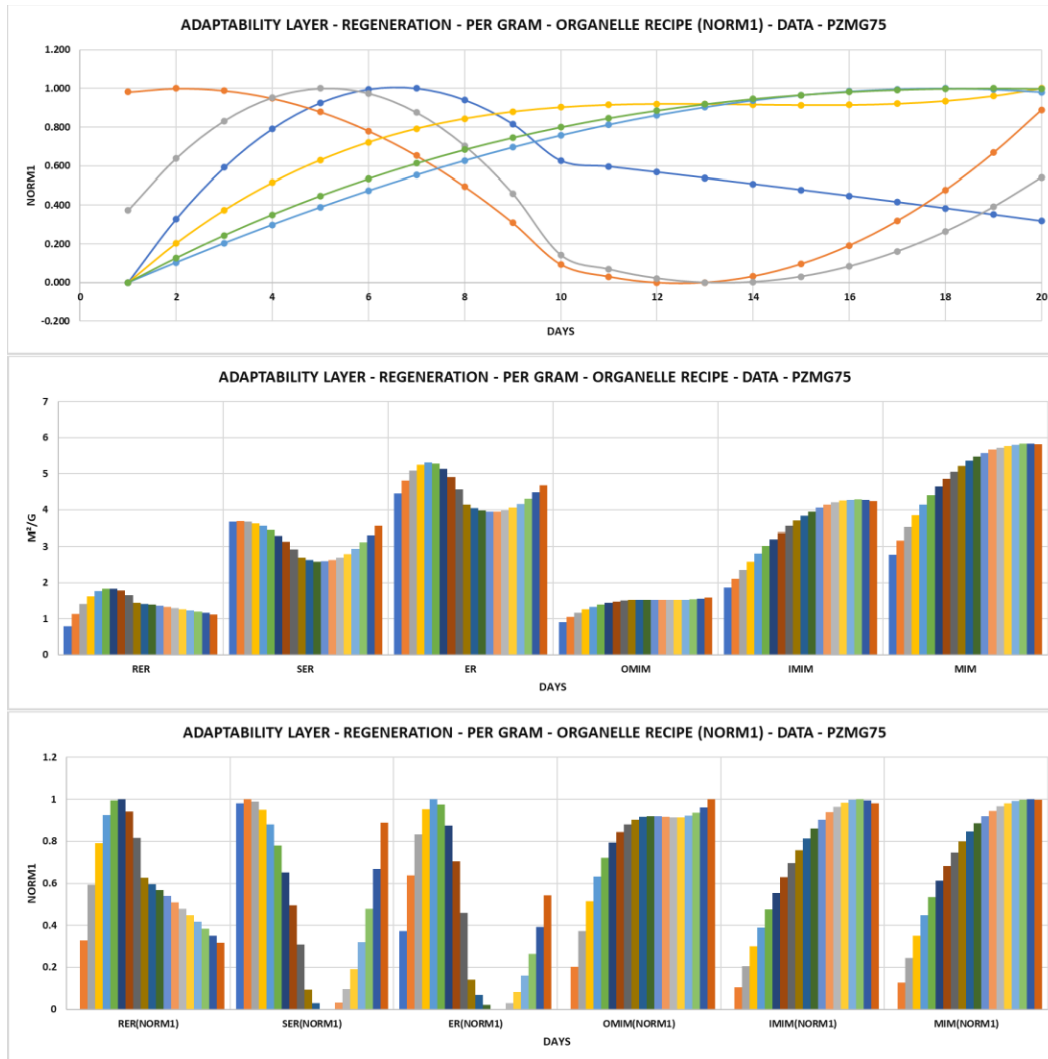 ADAPTABILITY LAYER - REGENERATION - PER GRAM - ORGANELLE RECIPE (NORM1) - DATA - PZMG75
NORM1
1.200
1.000
0.800
0.600
0.400
0.200
0.000
-0.200
0 2 4 6 8 10 12 14 16 18 20
DAYS
ADAPTABILITY LAYER - REGENERATION - PER GRAM - ORGANELLE RECIPE - DATA - PZMG75
M²/G
7
6
5
4
3
2
1
0
RER SER ER OMIM IMIM MIM
DAYS
ADAPTABILITY LAYER - REGENERATION - PER GRAM - ORGANELLE RECIPE (NORM1) - DATA - PZMG75
NORM1
1.2
1
0.8
0.6
0.4
0.2
0
RER(NORM1) SER(NORM1) ER(NORM1) OMIM(NORM1) IMIM(NORM1) MIM(NORM1)
DAYS